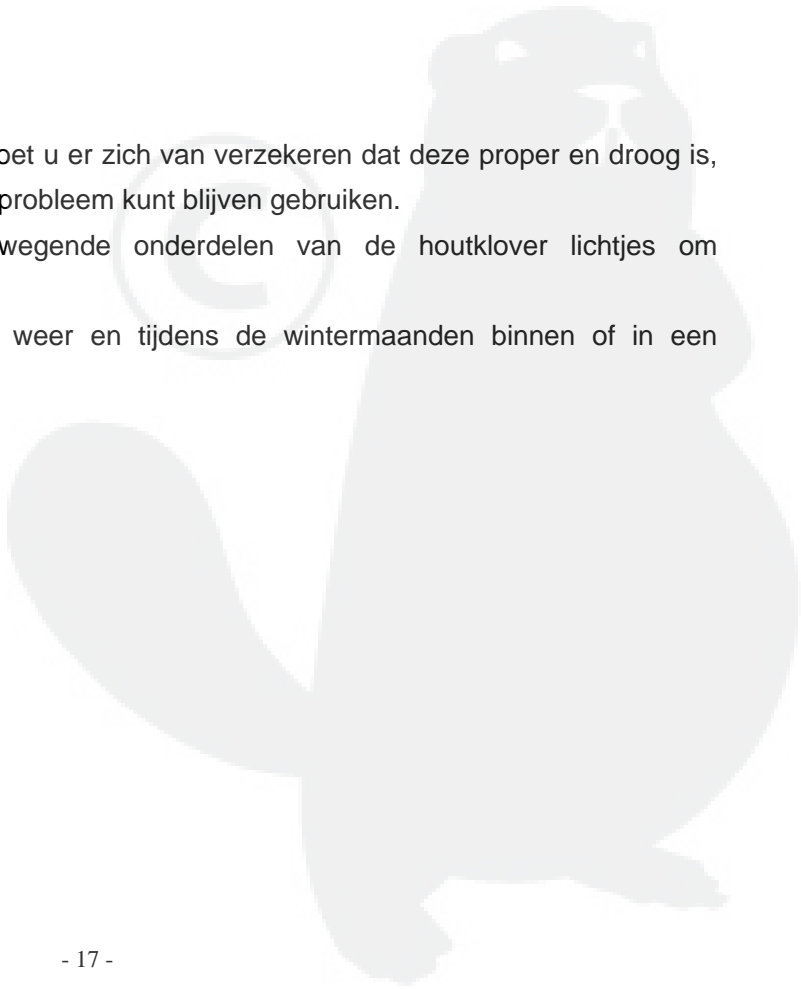 oet u er zich van verzekeren dat deze proper en droog is,
probleem kunt blijven gebruiken.
wegende onderdelen van de houtklover lichtjes om
weer en tijdens de wintermaanden binnen of in een
©
- 17 -